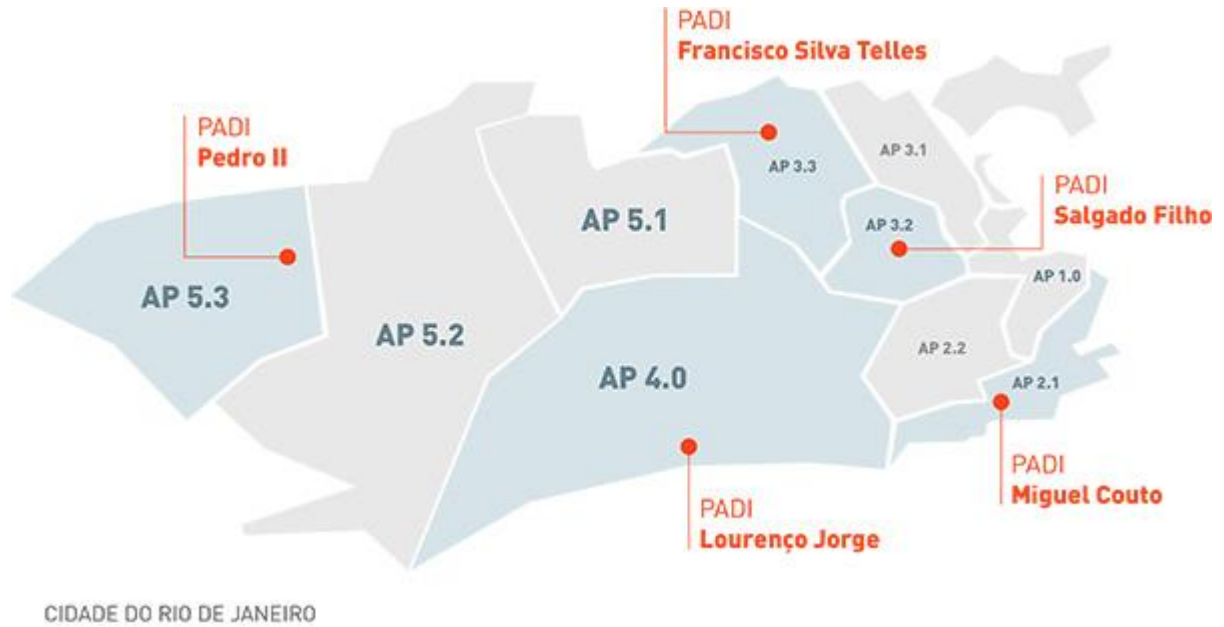 PADI
Francisco Silva Telles
PADI
Pedro II
AP 3.1
AP 3.3
PADI
Salgado Filho
AP 5.1
AP 3.2
AP 1.0
AP 5.3
AP 5.2
AP 2.2
AP 4.0
AP 2.1
PADI
Miguel Couto
PADI
Lourenço Jorge
CIDADE DO RIO DE JANEIRO